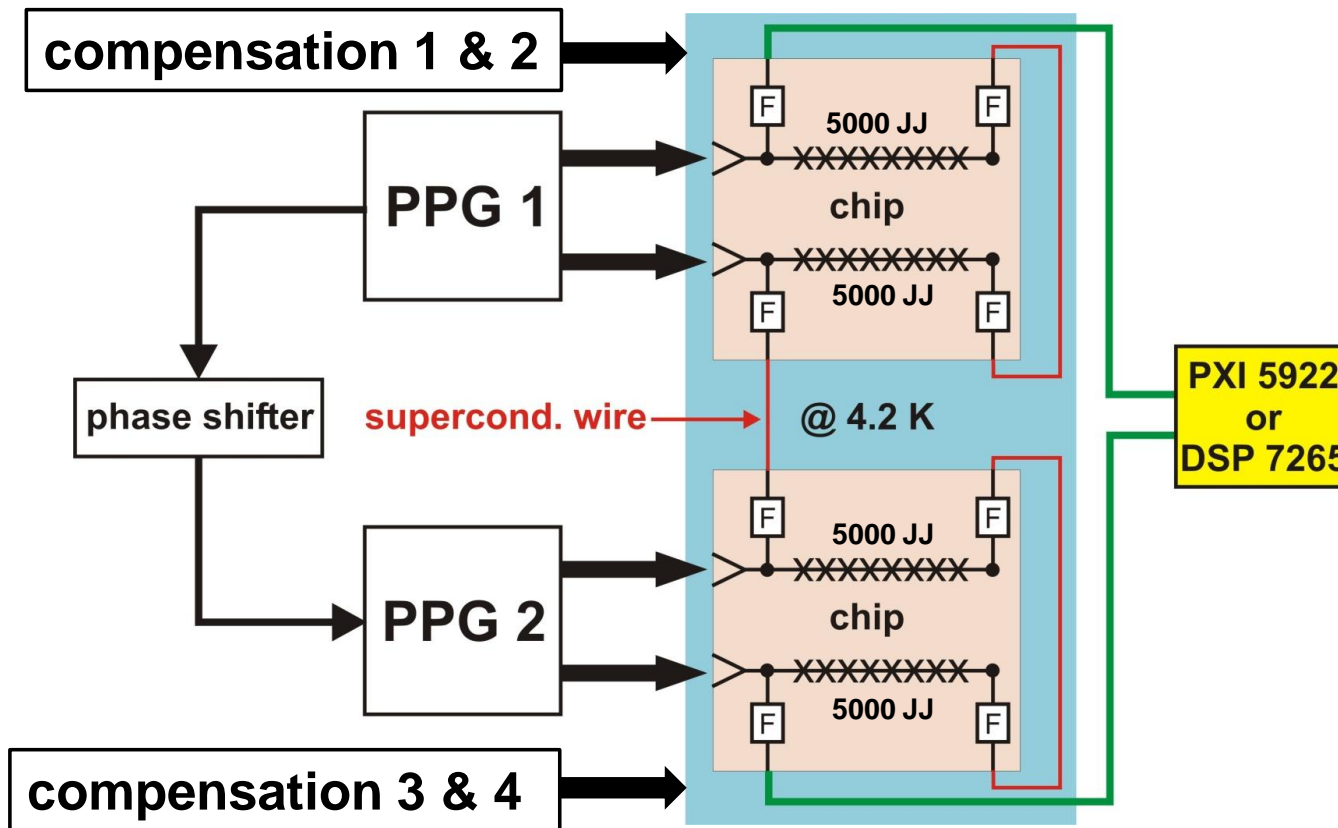 compensation 1 & 2
F
F
5000 JJ
PPG 1
chip
F
5000 JJ
F
phase shifter
supercond. wire
@ 4.2 K
PXI 5922
or
DSP 7265
F
F
5000 JJ
PPG 2
chip
F
5000 JJ
F
compensation 3 & 4